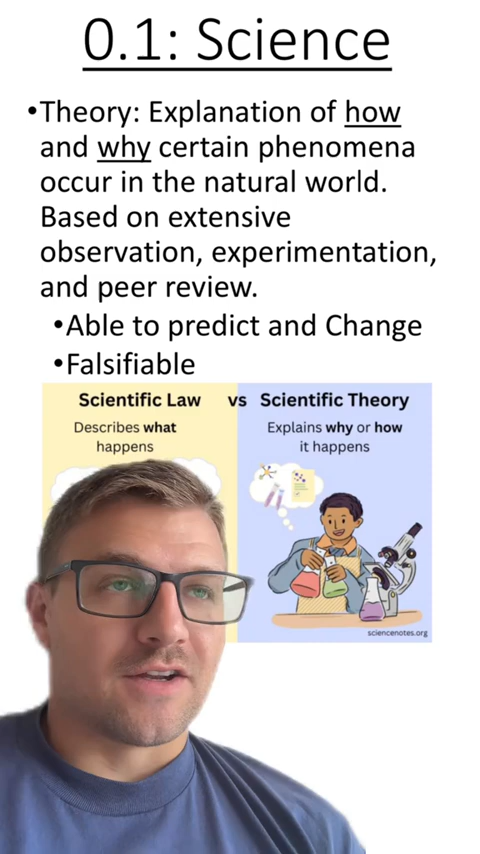 0.1: Science
•Theory: Explanation of how
and why certain phenomena
occur in the natural world.
Based on extensive
observation, experimentation,
and peer review.
•Able to predict and Change
•Falsifiable
Scientific Law vs Scientific Theory
Describes what
happens
Explains why or how
it happens
sciencenotes.org